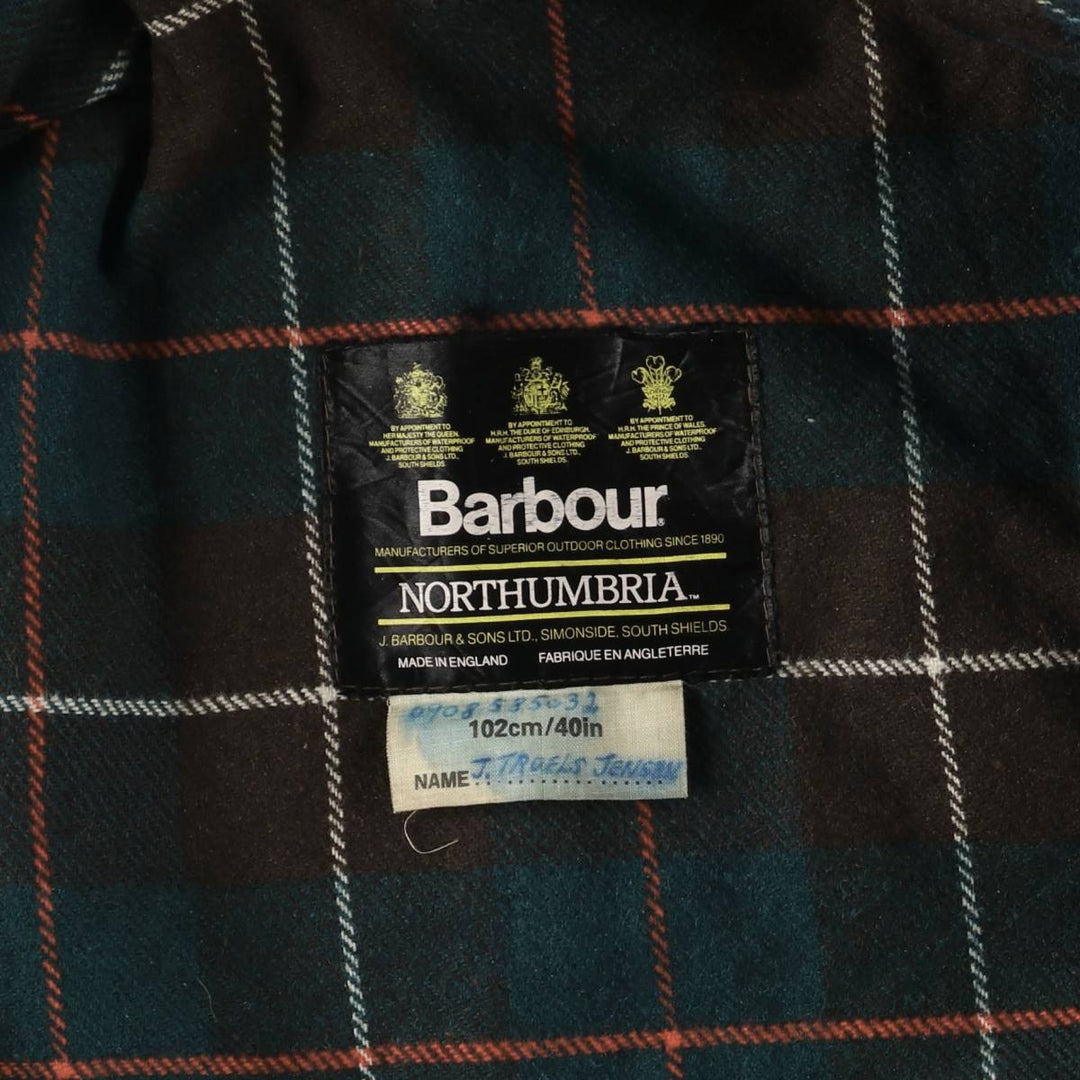 BY APPOINTMENT TO
HER MAJESTY THE QUEEN.
MANUFACTURERS OF WATERPROOF
AND PROTECTIVE CLOTHING
J. BARBOUR & SONS LTD.,
SOUTH SHIELDS.
BY APPOINTMENT TO
H.R.H. THE DUKE OF EDINBURGH.
MANUFACTURERS OF WATERPROOF
AND PROTECTIVE CLOTHING
J. BARBOUR & SONS LTD.,
SOUTH SHIELDS.
BY APPOINTMENT TO
H.R.H. THE PRINCE OF WALES.
MANUFACTURERS OF WATERPROOF
AND PROTECTIVE CLOTHING
J. BARBOUR & SONS LTD.,
SOUTH SHIELDS.
Barbour®
MANUFACTURERS OF SUPERIOR OUTDOOR CLOTHING SINCE 1890
NORTHUMBRIA™
J. BARBOUR & SONS LTD., SIMONSIDE, SOUTH SHIELDS
MADE IN ENGLAND FABRIQUE EN ANGLETERRE
0908585032
102cm/40in
NAME J. TROELS JENSEN